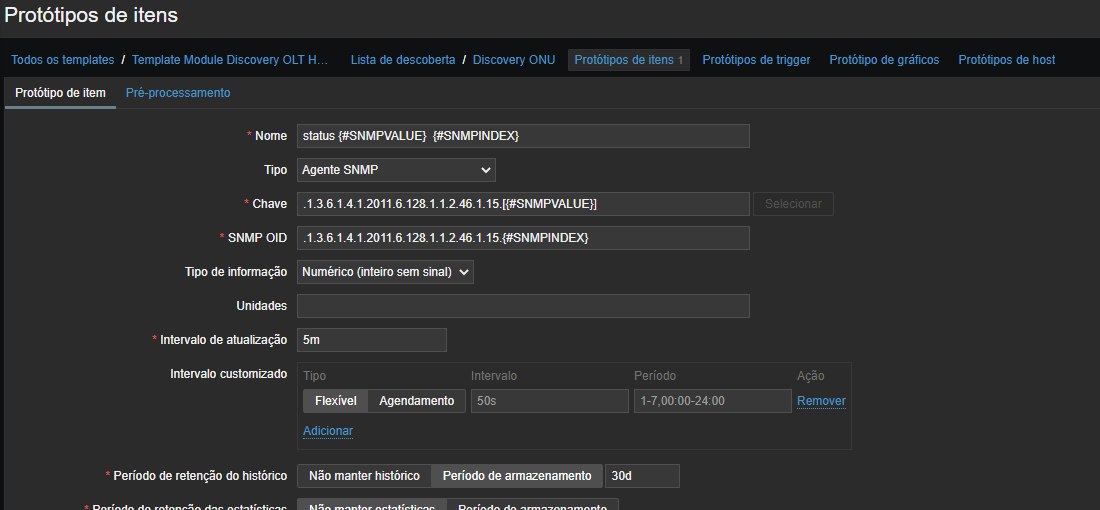 Protótipos de itens
Todos os templates / Template Module Discovery OLT H... Lista de descoberta / Discovery ONU Protótipos de itens 1 Protótipos de trigger Protótipo de gráficos Protótipos de host
Protótipo de item Pré-processamento
* Nome status {#SNMPVALUE} {#SNMPINDEX}
Tipo Agente SNMP
* Chave .1.3.6.1.4.1.2011.6.128.1.1.2.46.1.15.[{#SNMPVALUE}] Selecionar
* SNMP OID .1.3.6.1.4.1.2011.6.128.1.1.2.46.1.15.{#SNMPINDEX}
Tipo de informação Numérico (inteiro sem sinal)
Unidades
* Intervalo de atualização 5m
Intervalo customizado Tipo Intervalo Período Ação
Flexível Agendamento 50s 1-7,00:00-24:00 Remover
Adicionar
* Período de retenção do histórico Não manter histórico Período de armazenamento 30d
* Período de retenção das estatísticas Não manter estatísticas Período de armazenamento